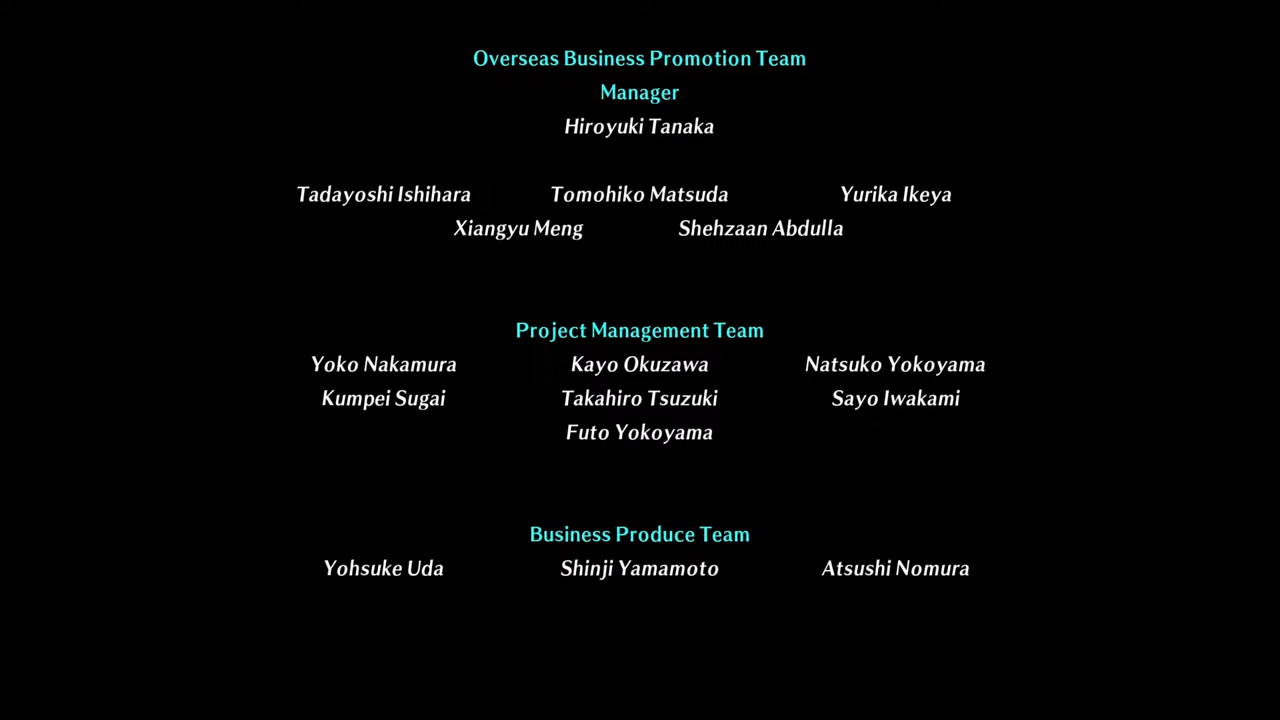 Overseas Business Promotion Team
Manager
Hiroyuki Tanaka
Tadayoshi Ishihara Tomohiko Matsuda Yurika Ikeya
Xiangyu Meng Shehzaan Abdulla
Project Management Team
Yoko Nakamura Kayo Okuzawa Natsuko Yokoyama
Kumpei Sugai Takahiro Tsuzuki Sayo Iwakami
Futo Yokoyama
Business Produce Team
Yohsuke Uda Shinji Yamamoto Atsushi Nomura